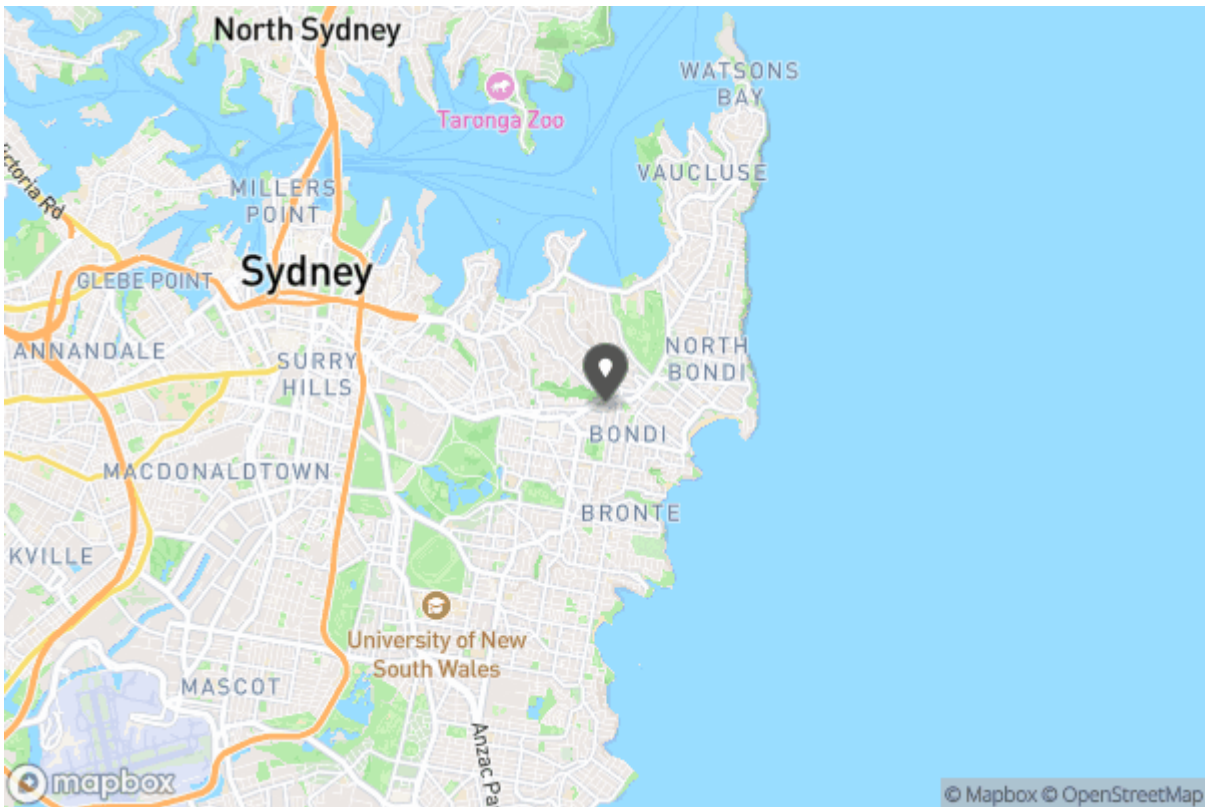 North Sydney
WATSONS
BAY
Taronga Zoo
VAUCLUSE
ictoria Rd
MILLERS
POINT
Sydney
GLEBE POINT
ANNANDALE
SURRY
HILLS
NORTH
BONDI
BONDI
MACDONALDTOWN
BRONTE
KVILLE
University of New
South Wales
MASCOT
Anzac Pa
mapbox
© Mapbox © OpenStreetMap